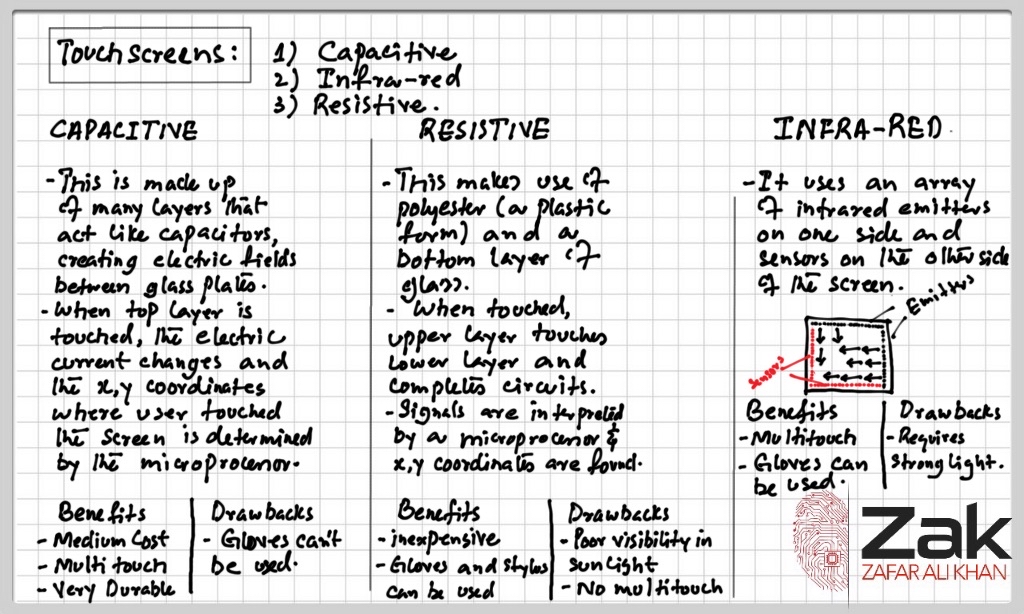 Touchscreens:
1) Capacitive
2) Infra-red
3) Resistive.
CAPACITIVE
- This is made up
of many layers that
act like capacitors,
creating electric fields
between glass plates.
- When top layer is
touched, the electric
current changes and
the x,y coordinates
where user touched
the screen is determined
by the microprocessor.
Benefits
- Medium Cost
- Multi touch
- Very Durable
Drawbacks
- Gloves can't
be used.
RESISTIVE
- This makes use of
polyester (a plastic
form) and a
bottom layer of
glass.
- When touched,
upper layer touches
lower layer and
completes circuits.
- Signals are interpreted
by a microprocessor &
x,y coordinates are found.
Benefits
- inexpensive
- Gloves and stylus
can be used
Drawbacks
- Poor visibility in
sunlight
- No multitouch
INFRA-RED
- It uses an array
of infrared emitters
on one side and
sensors on the other side
of the screen.
Emitters
Sensors
Benefits
- Multitouch
- Gloves can
be used.
Drawbacks
- Requires
strong light.
Zak
ZAFAR ALI KHAN